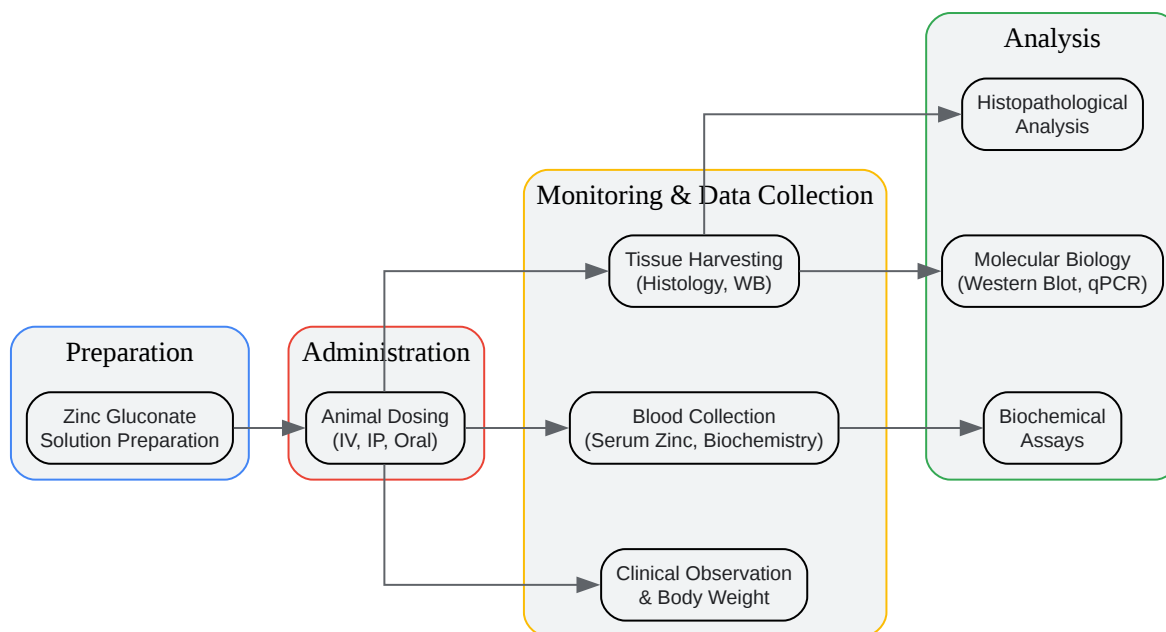 Preparation
Zinc Gluconate
Solution Preparation
Administration
Animal Dosing
(IV, IP, Oral)
Monitoring & Data Collection
Tissue Harvesting
(Histology, WB)
Blood Collection
(Serum Zinc, Biochemistry)
Clinical Observation
& Body Weight
Analysis
Histopathological
Analysis
Molecular Biology
(Western Blot, qPCR)
Biochemical
Assays